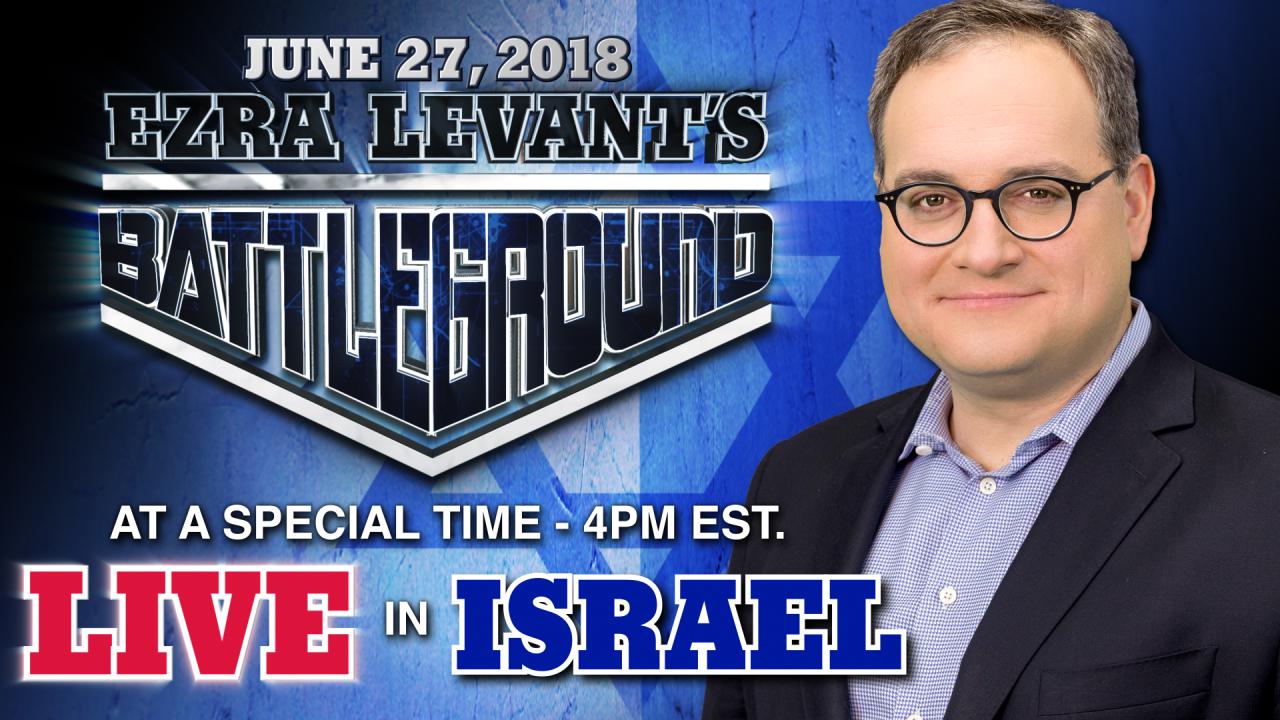 JUNE 27, 2018
EZRA LEVANT'S
BATTLEGROUND
AT A SPECIAL TIME - 4PM EST.
LIVE IN ISRAEL